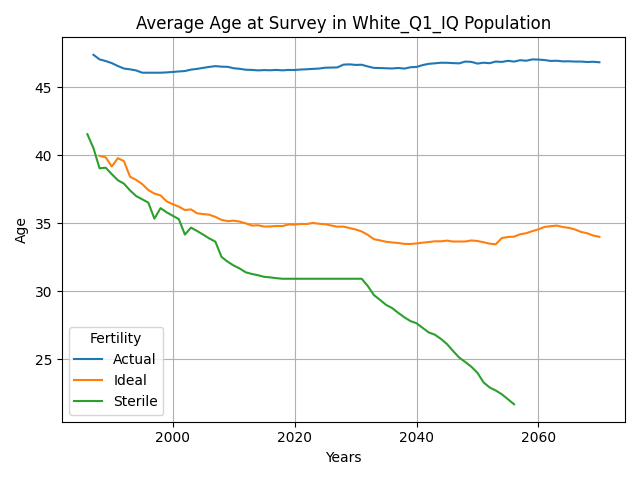 Average Age at Survey in White_Q1_IQ Population
Age
45
40
35
30
25
Fertility
Actual
Ideal
Sterile
2000 2020 2040 2060
Years